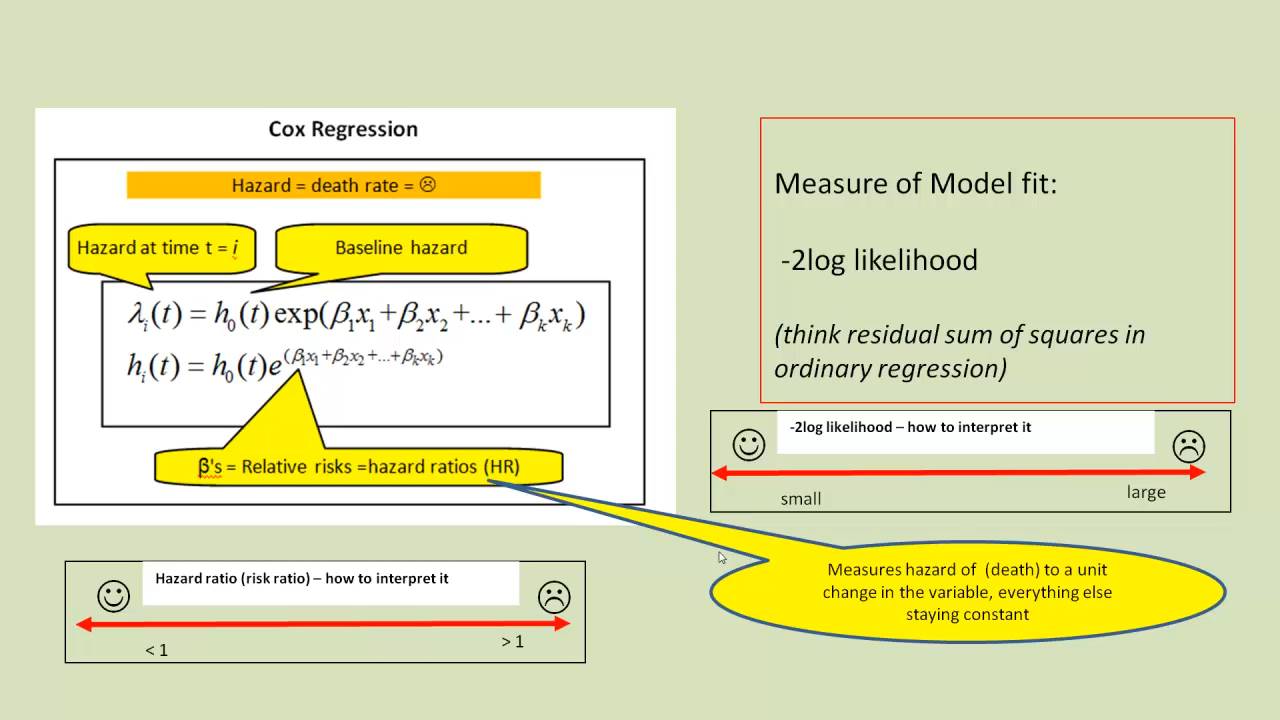 Cox Regression
Hazard = death rate = ☹
Hazard at time t = i
Baseline hazard
λᵢ(t) = h₀(t) exp(β₁x₁ + β₂x₂ + ... + βₖxₖ)
hᵢ(t) = h₀(t)e^(β₁x₁ + β₂x₂ + ... + βₖxₖ)
β's = Relative risks =hazard ratios (HR)
Measure of Model fit:
-2log likelihood
(think residual sum of squares in
ordinary regression)
-2log likelihood – how to interpret it
small
large
Hazard ratio (risk ratio) – how to interpret it
< 1
> 1
Measures hazard of (death) to a unit
change in the variable, everything else
staying constant